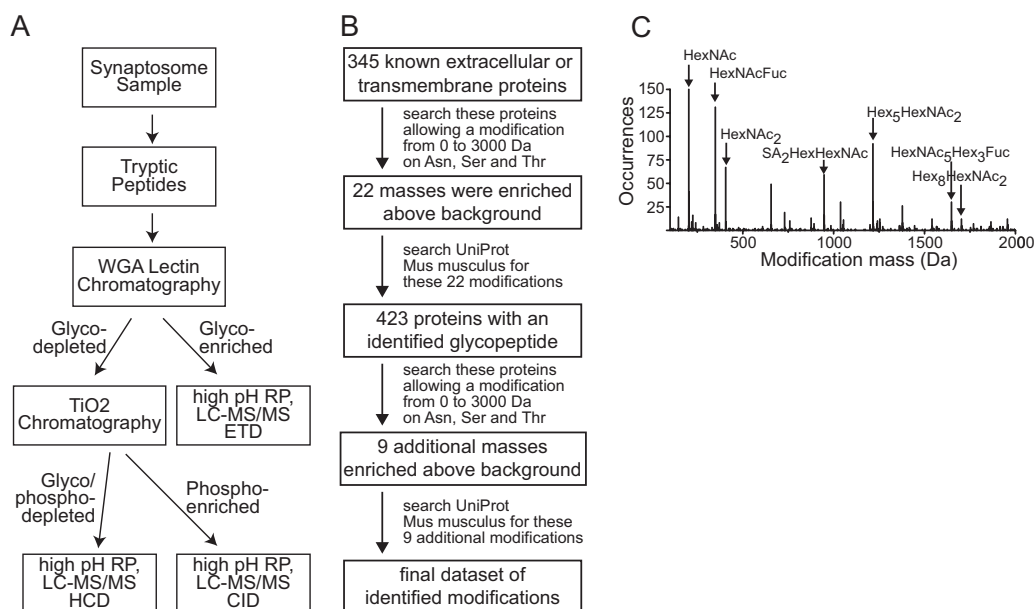 A
Synaptosome
Sample
Tryptic
Peptides
WGA Lectin
Chromatography
Glyco-
depleted
Glyco-
enriched
TiO2
Chromatography
high pH RP,
LC-MS/MS
ETD
Glyco/
phospho-
depleted
Phospho-
enriched
high pH RP,
LC-MS/MS
HCD
high pH RP,
LC-MS/MS
CID
B
345 known extracellular or
transmembrane proteins
search these proteins
allowing a modification
from 0 to 3000 Da
on Asn, Ser and Thr
22 masses were enriched
above background
search UniProt
Mus musculus for
these 22 modifications
423 proteins with an
identified glycopeptide
search these proteins
allowing a modification
from 0 to 3000 Da
on Asn, Ser and Thr
9 additional masses
enriched above background
search UniProt
Mus musculus for these
9 additional modifications
final dataset of
identified modifications
C
HexNAc
HexNAcFuc
HexNAc2
SA2HexHexNAc
Hex5HexNAc2
HexNAc5Hex3Fuc
Hex8HexNAc2
Occurrences
150
125
100
75
50
25
500
1000
1500
2000
Modification mass (Da)